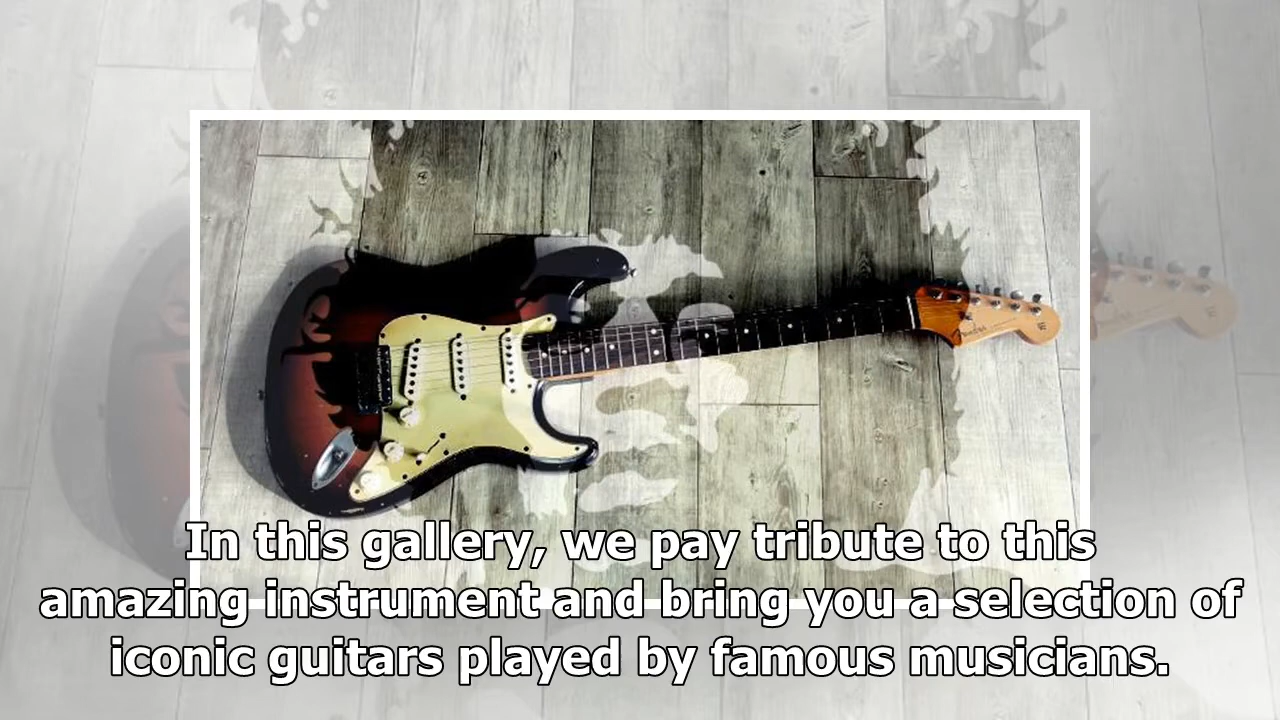 In this gallery, we pay tribute to this
amazing instrument and bring you a selection of
iconic guitars played by famous musicians.